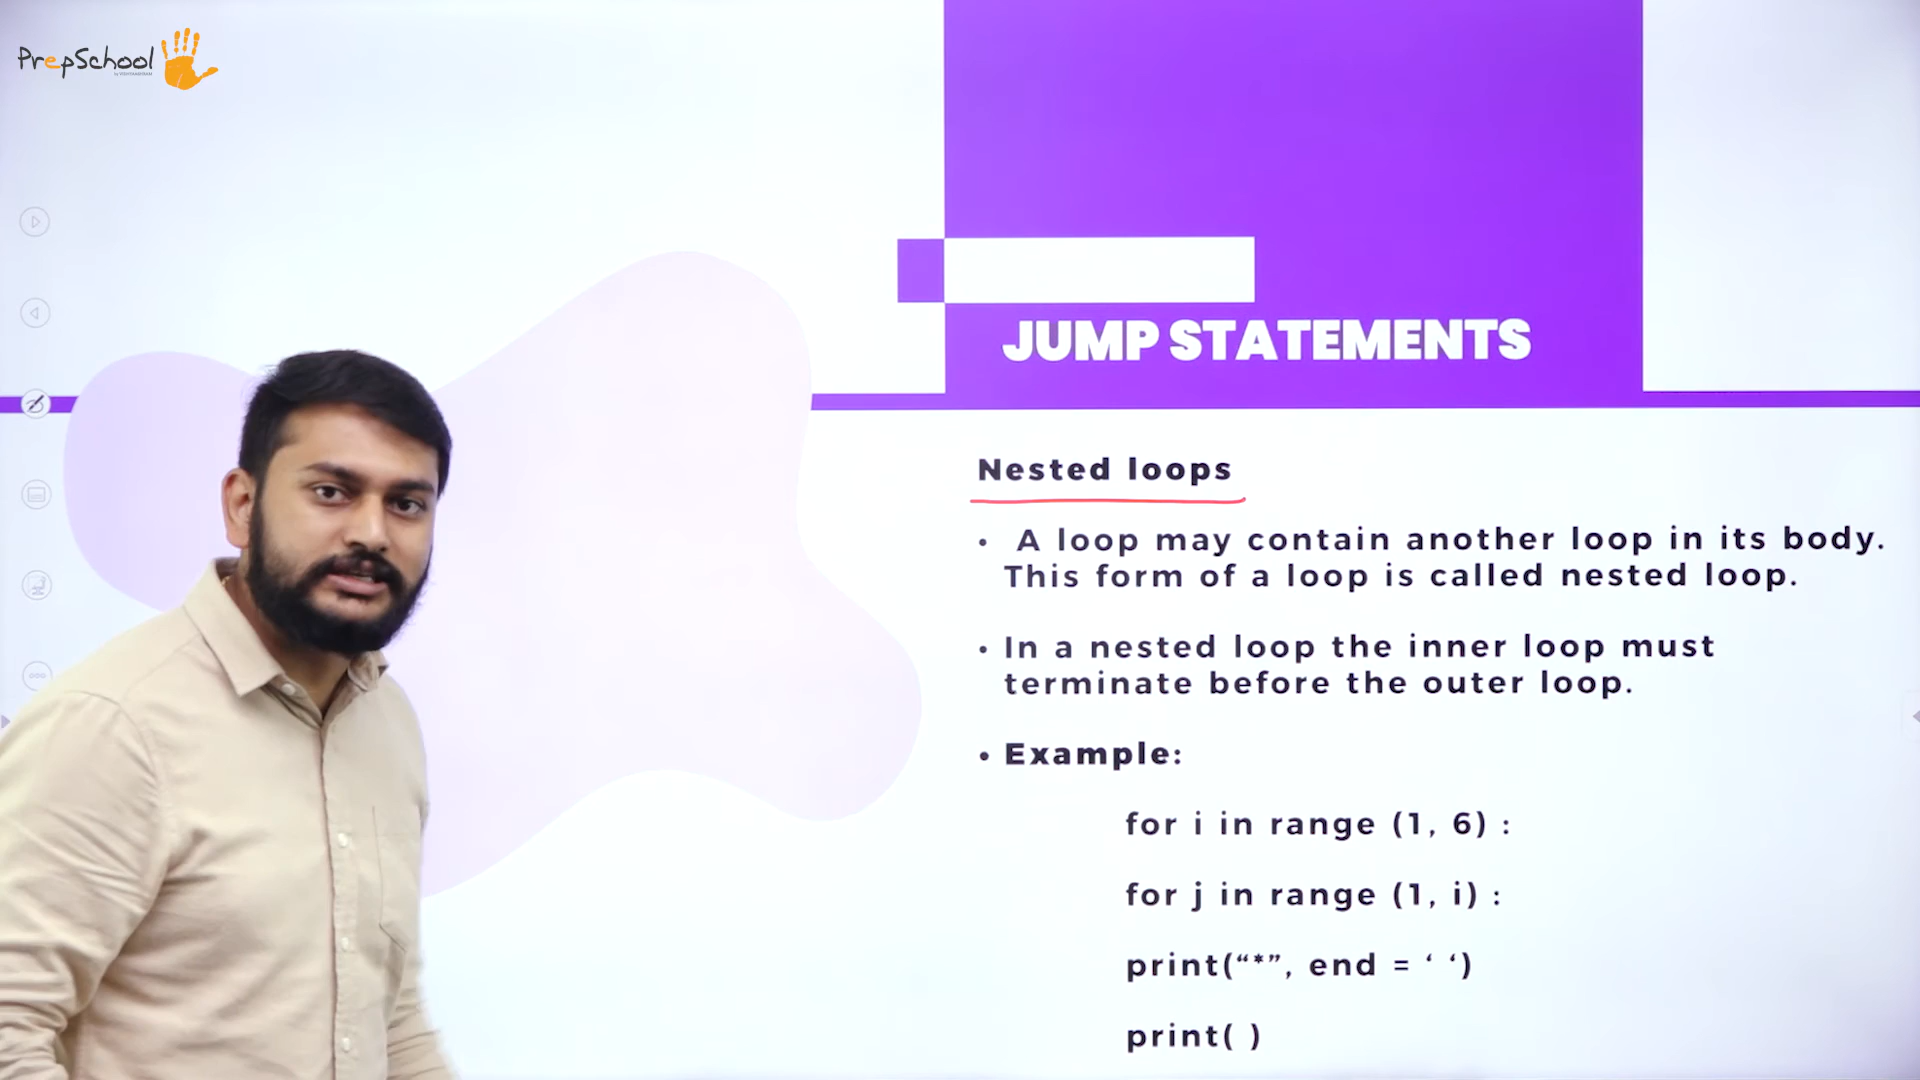 PrepSchool
JUMP STATEMENTS
Nested loops
• A loop may contain another loop in its body.
This form of a loop is called nested loop.
• In a nested loop the inner loop must
terminate before the outer loop.
• Example:
for i in range (1, 6) :
for j in range (1, i) :
print(“*”, end = ‘ ‘)
print( )